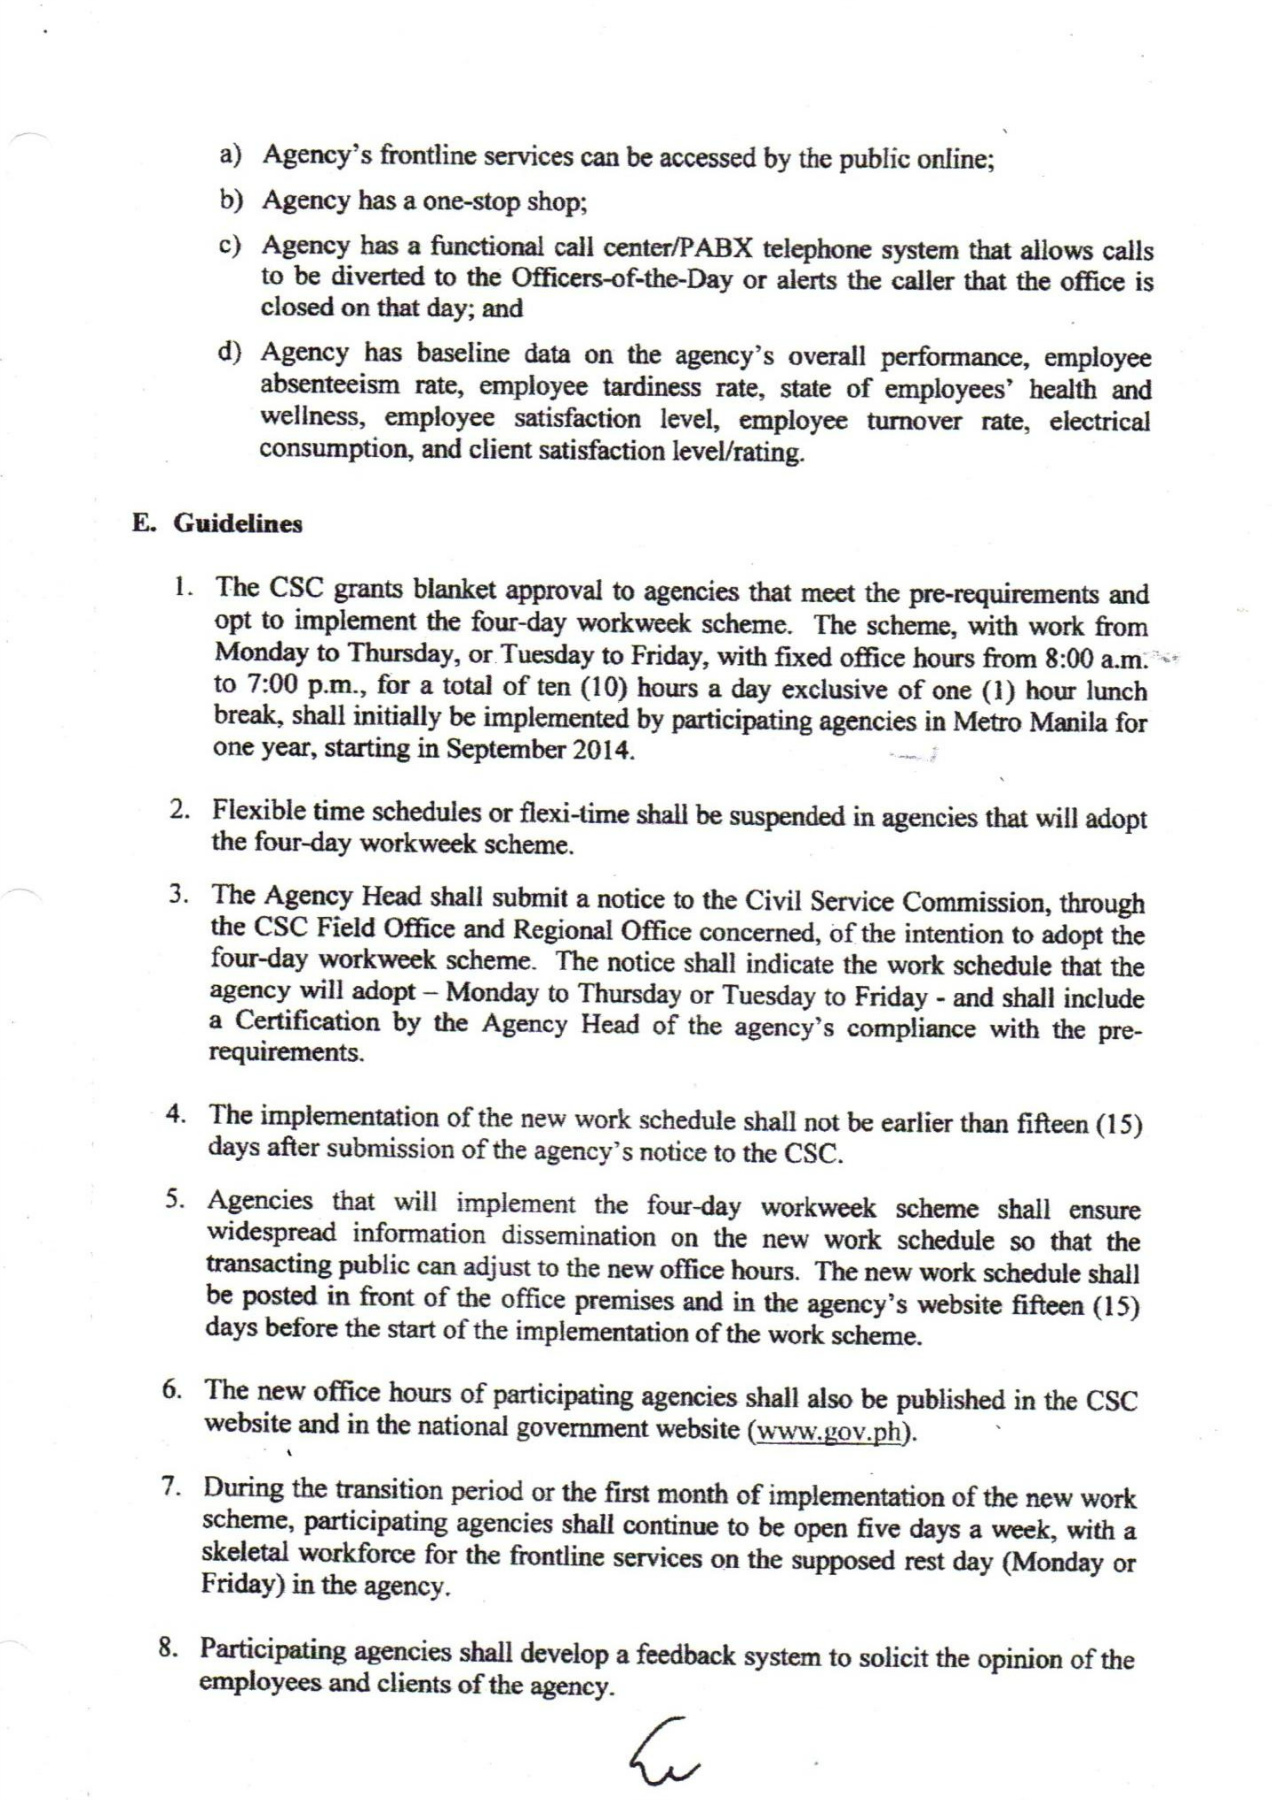 a) Agency's frontline services can be accessed by the public online;
b) Agency has a one-stop shop;
c) Agency has a functional call center/PABX telephone system that allows calls
to be diverted to the Officers-of-the-Day or alerts the caller that the office is
closed on that day; and
d) Agency has baseline data on the agency's overall performance, employee
absenteeism rate, employee tardiness rate, state of employees' health and
wellness, employee satisfaction level, employee turnover rate, electrical
consumption, and client satisfaction level/rating.
E. Guidelines
1. The CSC grants blanket approval to agencies that meet the pre-requirements and
opt to implement the four-day workweek scheme. The scheme, with work from
Monday to Thursday, or Tuesday to Friday, with fixed office hours from 8:00 a.m.
to 7:00 p.m., for a total of ten (10) hours a day exclusive of one (1) hour lunch
break, shall initially be implemented by participating agencies in Metro Manila for
one year, starting in September 2014.
2. Flexible time schedules or flexi-time shall be suspended in agencies that will adopt
the four-day workweek scheme.
3. The Agency Head shall submit a notice to the Civil Service Commission, through
the CSC Field Office and Regional Office concerned, of the intention to adopt the
four-day workweek scheme. The notice shall indicate the work schedule that the
agency will adopt – Monday to Thursday or Tuesday to Friday - and shall include
a Certification by the Agency Head of the agency's compliance with the pre-
requirements.
4. The implementation of the new work schedule shall not be earlier than fifteen (15)
days after submission of the agency's notice to the CSC.
5. Agencies that will implement the four-day workweek scheme shall ensure
widespread information dissemination on the new work schedule so that the
transacting public can adjust to the new office hours. The new work schedule shall
be posted in front of the office premises and in the agency's website fifteen (15)
days before the start of the implementation of the work scheme.
6. The new office hours of participating agencies shall also be published in the CSC
website and in the national government website (www.gov.ph).
7. During the transition period or the first month of implementation of the new work
scheme, participating agencies shall continue to be open five days a week, with a
skeletal workforce for the frontline services on the supposed rest day (Monday or
Friday) in the agency.
8. Participating agencies shall develop a feedback system to solicit the opinion of the
employees and clients of the agency.